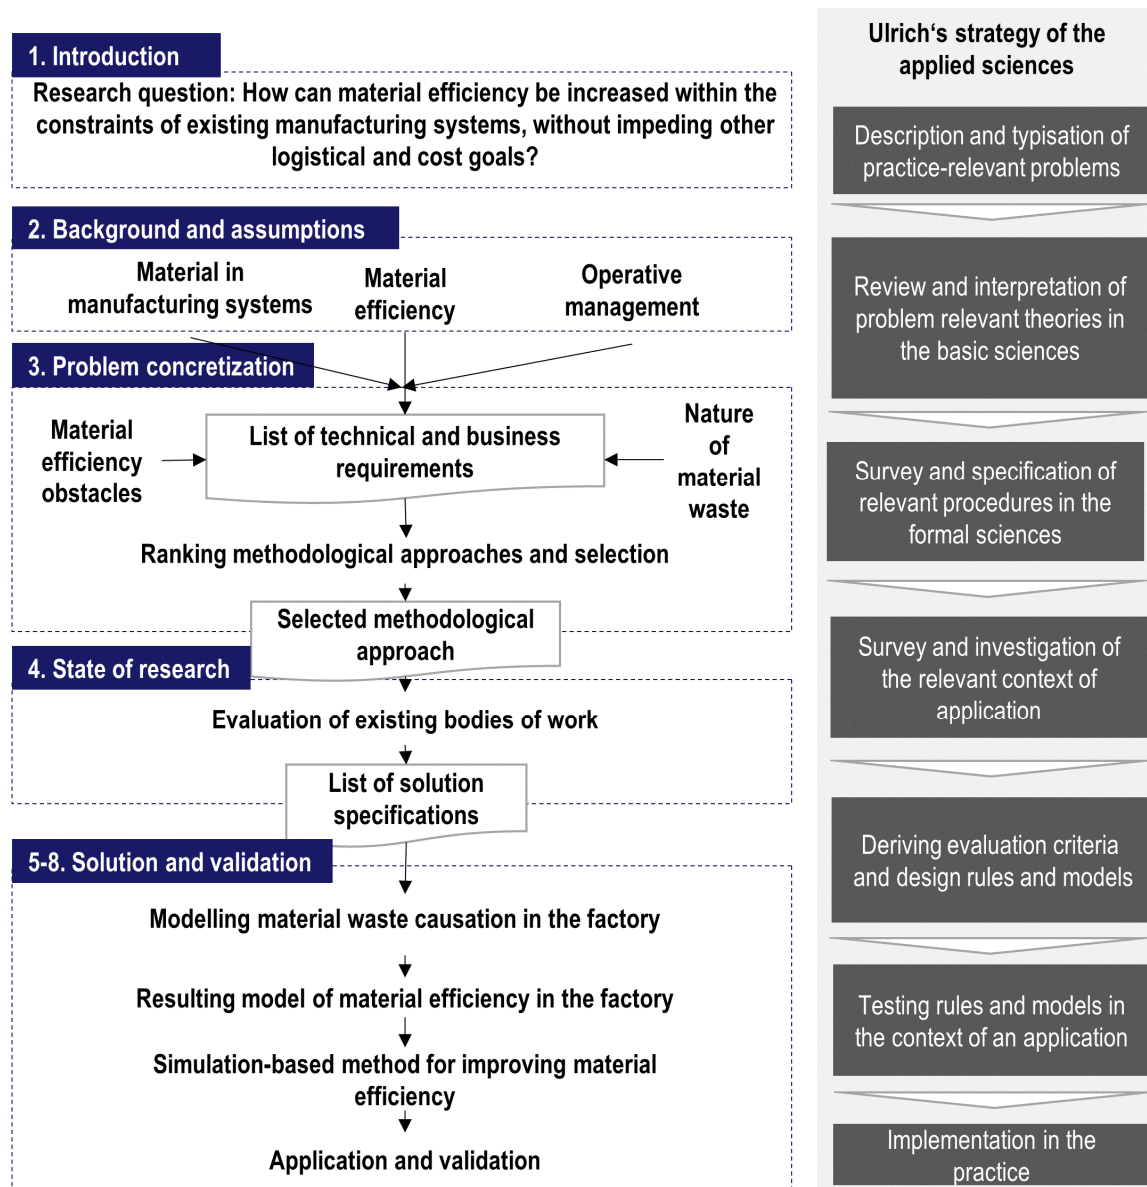 1. Introduction
Research question: How can material efficiency be increased within the
constraints of existing manufacturing systems, without impeding other
logistical and cost goals?
2. Background and assumptions
Material in
manufacturing systems
Material
efficiency
Operative
management
3. Problem concretization
Material
efficiency
obstacles
List of technical and business
requirements
Nature
of
material
waste
Ranking methodological approaches and selection
Selected methodological
approach
4. State of research
Evaluation of existing bodies of work
List of solution
specifications
5-8. Solution and validation
Modelling material waste causation in the factory
Resulting model of material efficiency in the factory
Simulation-based method for improving material
efficiency
Application and validation
Ulrich‘s strategy of the
applied sciences
Description and typisation of
practice-relevant problems
Review and interpretation of
problem relevant theories in
the basic sciences
Survey and specification of
relevant procedures in the
formal sciences
Survey and investigation of
the relevant context of
application
Deriving evaluation criteria
and design rules and models
Testing rules and models in
the context of an application
Implementation in the
practice